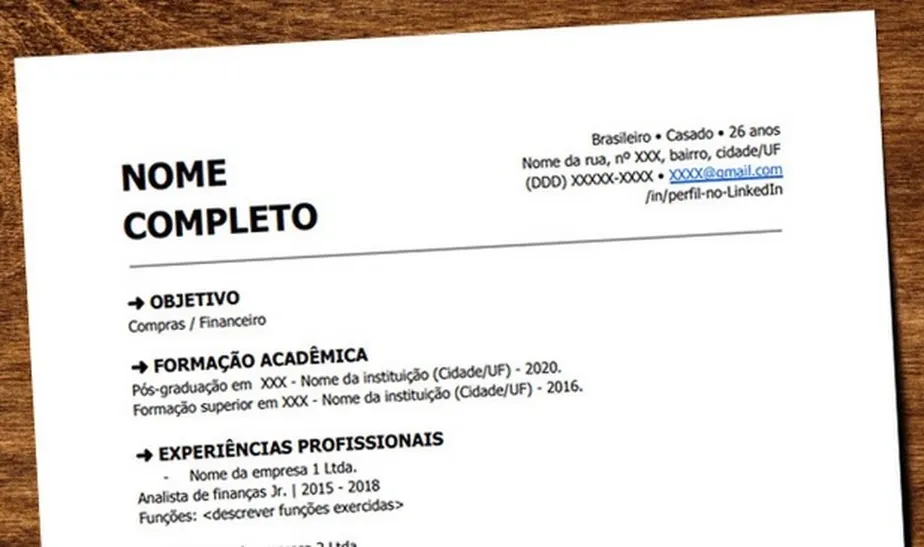 NOME
COMPLETO
Brasileiro • Casado • 26 anos
Nome da rua, nº XXX, bairro, cidade/UF
(DDD) XXXXX-XXXX • XXXX@gmail.com
/in/perfil-no-LinkedIn
➔ OBJETIVO
Compras / Financeiro
➔ FORMAÇÃO ACADÊMICA
Pós-graduação em XXX - Nome da instituição (Cidade/UF) - 2020.
Formação superior em XXX - Nome da instituição (Cidade/UF) - 2016.
➔ EXPERIÊNCIAS PROFISSIONAIS
- Nome da empresa 1 Ltda.
Analista de finanças Jr. | 2015 - 2018
Funções: <descrever funções exercidas>
empresa 2 Ltda.